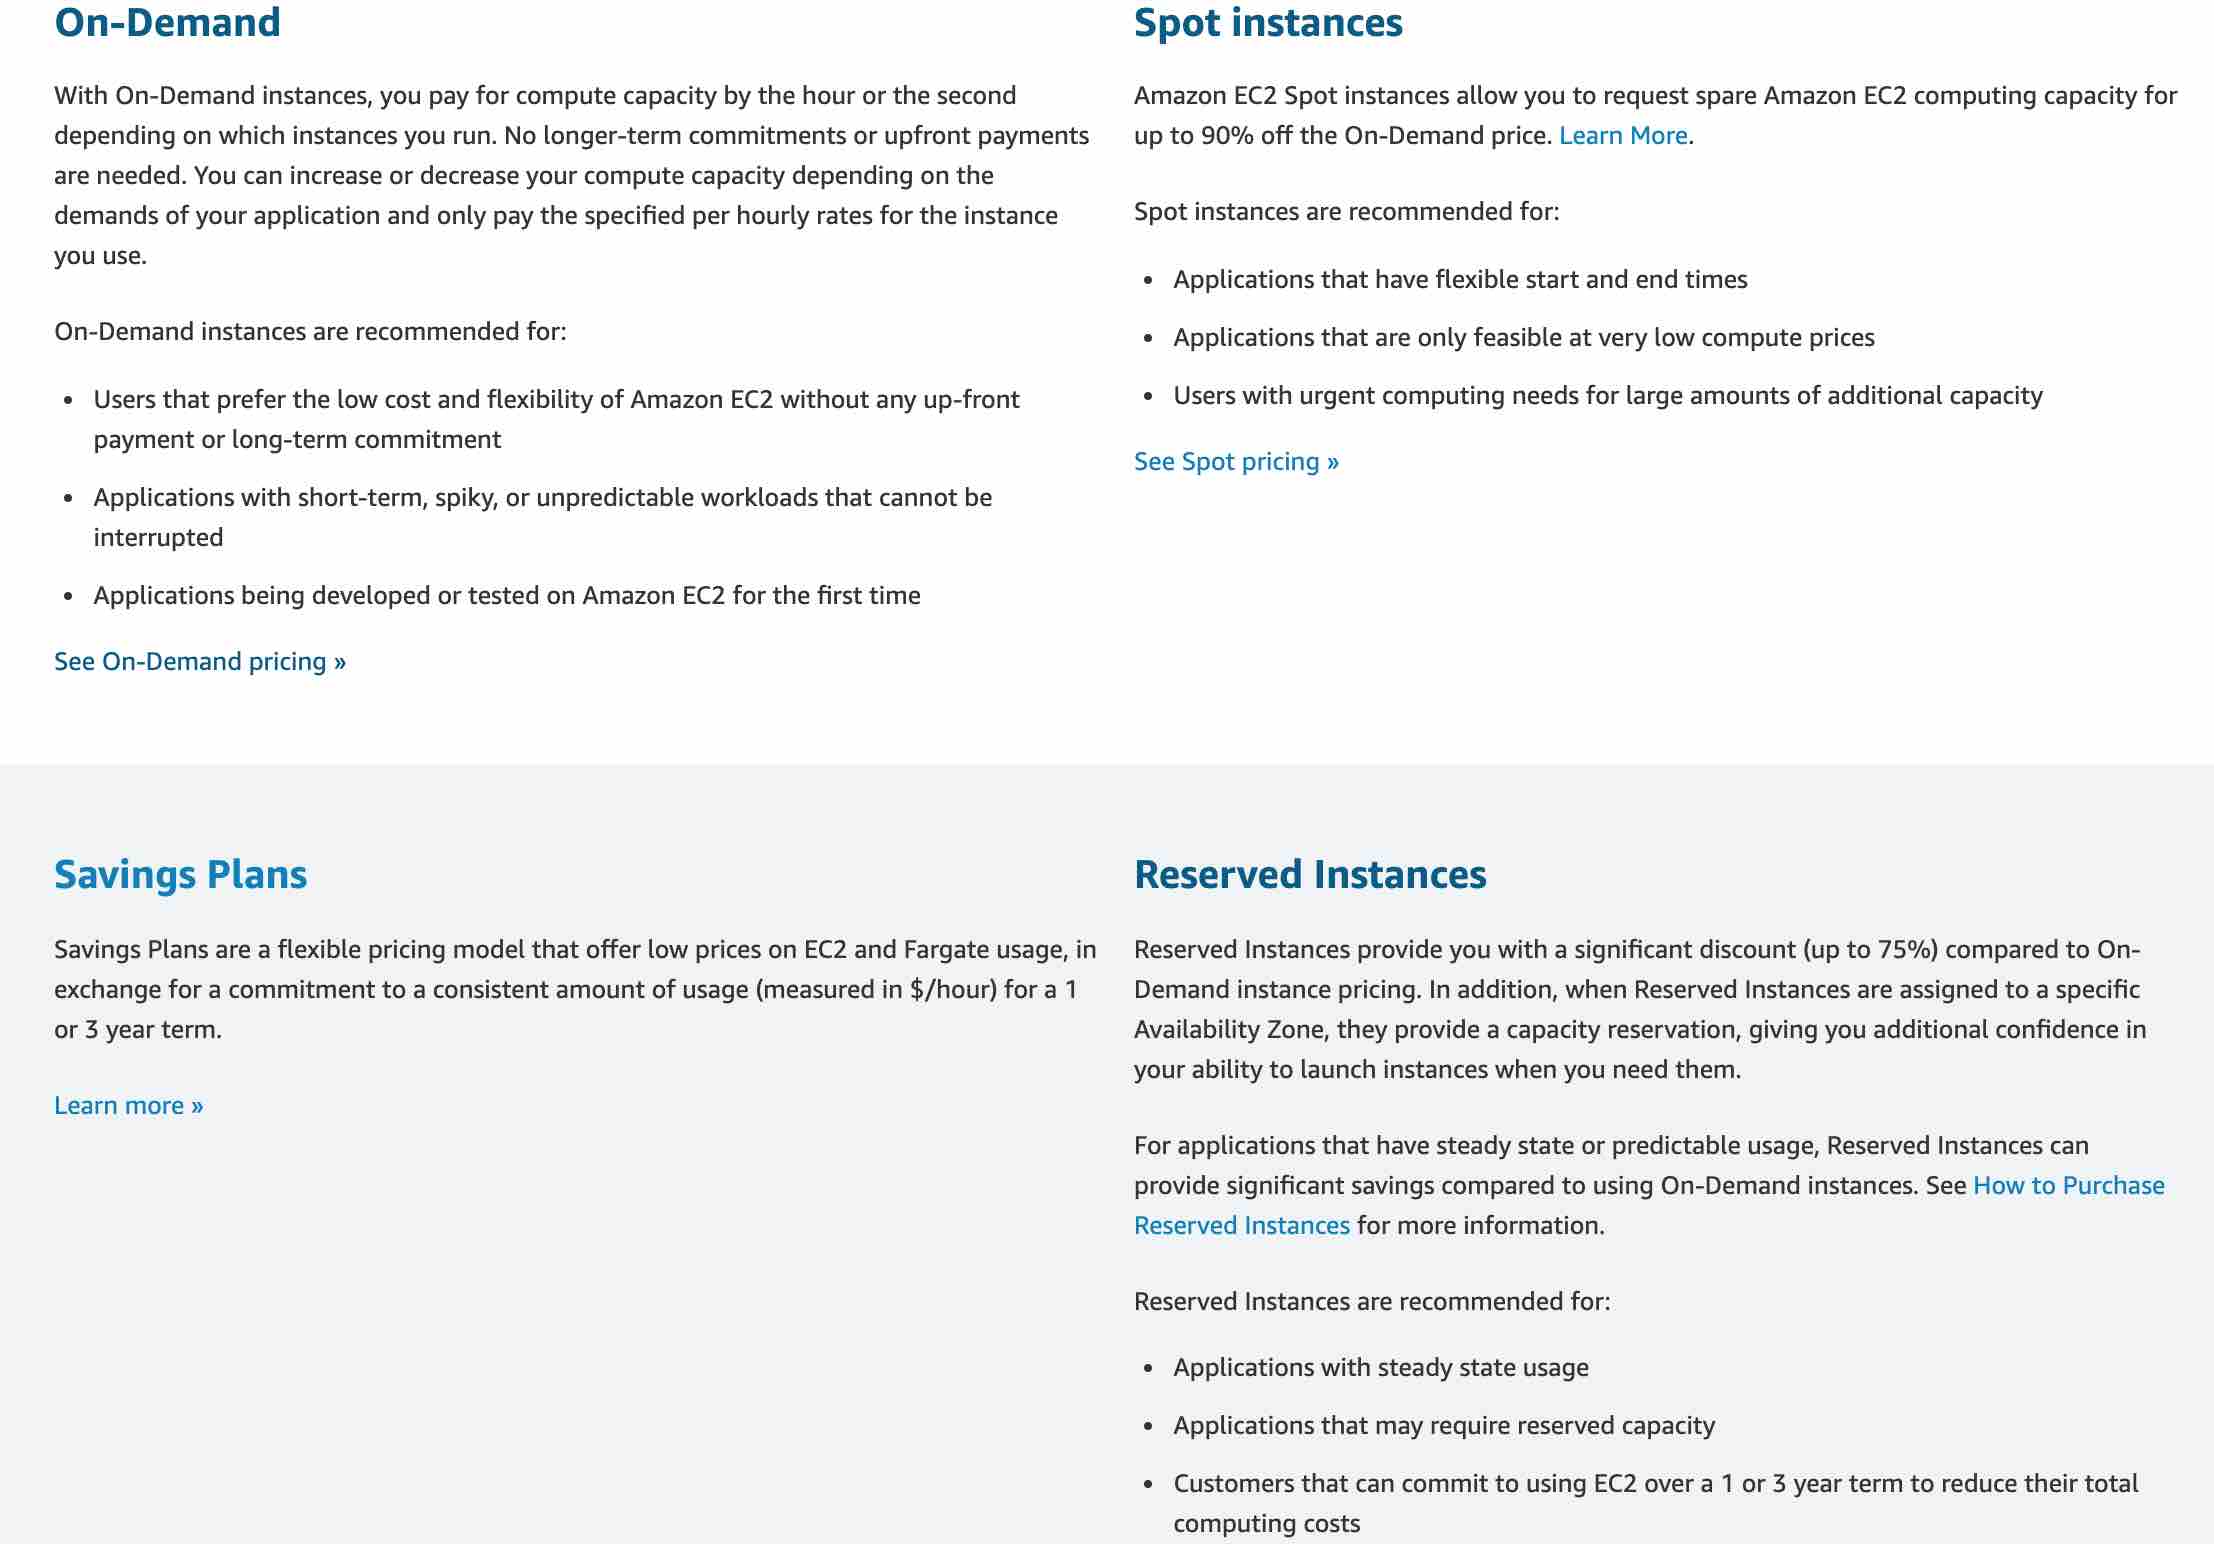 On-Demand
With On-Demand instances, you pay for compute capacity by the hour or the second
depending on which instances you run. No longer-term commitments or upfront payments
are needed. You can increase or decrease your compute capacity depending on the
demands of your application and only pay the specified per hourly rates for the instance
you use.
On-Demand instances are recommended for:
• Users that prefer the low cost and flexibility of Amazon EC2 without any up-front
payment or long-term commitment
• Applications with short-term, spiky, or unpredictable workloads that cannot be
interrupted
• Applications being developed or tested on Amazon EC2 for the first time
See On-Demand pricing »
Spot instances
Amazon EC2 Spot instances allow you to request spare Amazon EC2 computing capacity for
up to 90% off the On-Demand price. Learn More.
Spot instances are recommended for:
• Applications that have flexible start and end times
• Applications that are only feasible at very low compute prices
• Users with urgent computing needs for large amounts of additional capacity
See Spot pricing »
Savings Plans
Savings Plans are a flexible pricing model that offer low prices on EC2 and Fargate usage, in
exchange for a commitment to a consistent amount of usage (measured in $/hour) for a 1
or 3 year term.
Learn more »
Reserved Instances
Reserved Instances provide you with a significant discount (up to 75%) compared to On-
Demand instance pricing. In addition, when Reserved Instances are assigned to a specific
Availability Zone, they provide a capacity reservation, giving you additional confidence in
your ability to launch instances when you need them.
For applications that have steady state or predictable usage, Reserved Instances can
provide significant savings compared to using On-Demand instances. See How to Purchase
Reserved Instances for more information.
Reserved Instances are recommended for:
• Applications with steady state usage
• Applications that may require reserved capacity
• Customers that can commit to using EC2 over a 1 or 3 year term to reduce their total
computing costs